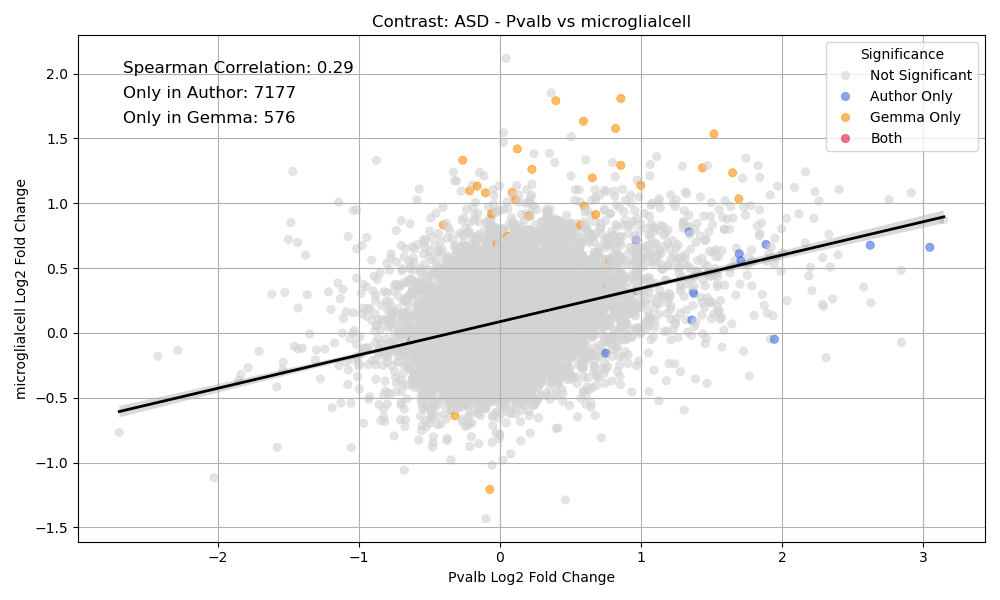 Contrast: ASD - Pvalb vs microglialcell
Spearman Correlation: 0.29
Only in Author: 7177
Only in Gemma: 576
Significance
Not Significant
Author Only
Gemma Only
Both
microglialcell Log2 Fold Change
2.0
1.5
1.0
0.5
0.0
−0.5
−1.0
−1.5
−2
−1
0
1
2
3
Pvalb Log2 Fold Change